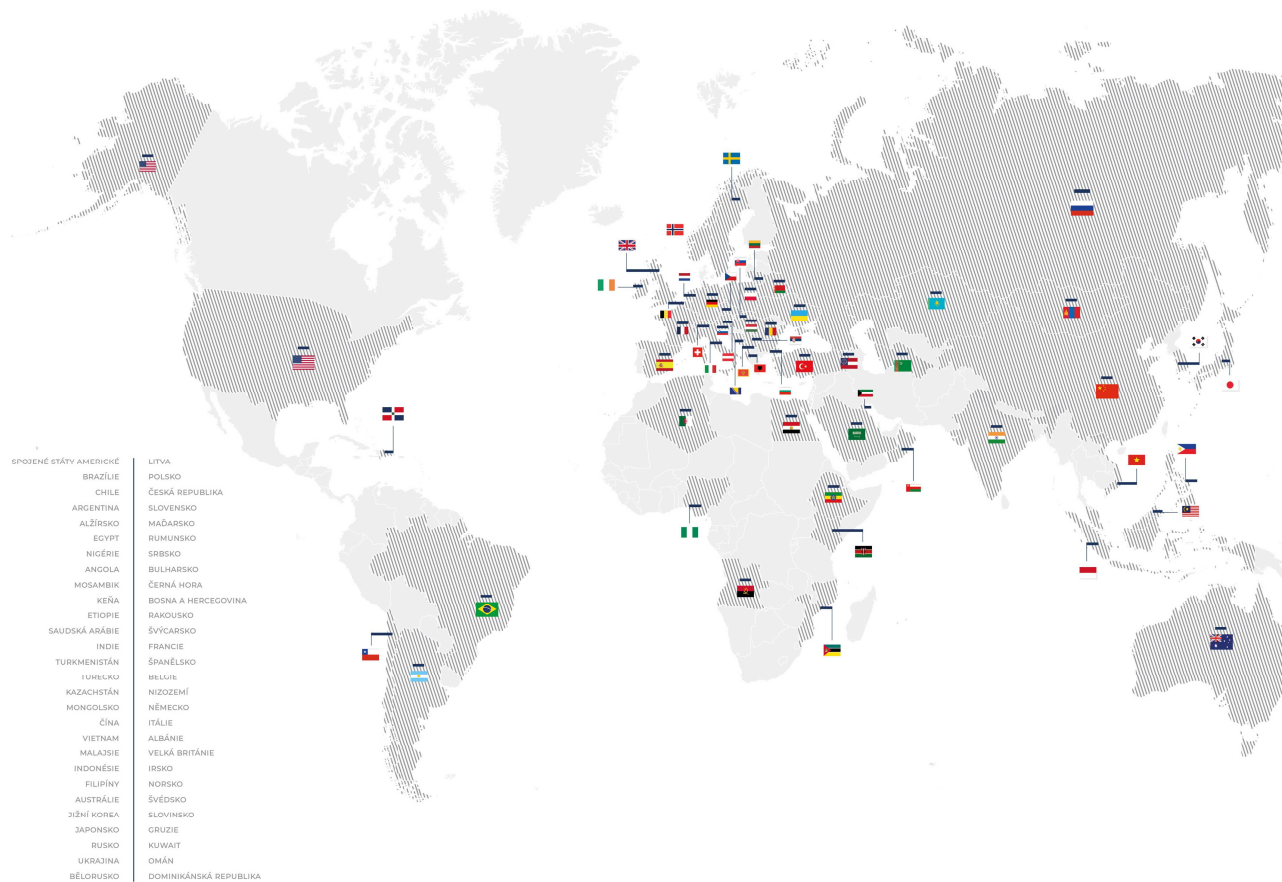 SPOJENÉ STÁTY AMERICKÉ
BRAZÍLIE
CHILE
ARGENTINA
ALŽÍRSKO
EGYPT
NIGÉRIE
ANGOLA
MOSAMBIK
KEŇA
ETIOPIE
SAUDSKÁ ARÁBIE
INDIE
TURKMENISTÁN
TURECKO
KAZACHSTÁN
MONGOLSKO
ČÍNA
VIETNAM
MALAJSIE
INDONÉSIE
FILIPÍNY
AUSTRÁLIE
JIŽNÍ KOREA
JAPONSKO
RUSKO
UKRAJINA
BĚLORUSKO
LITVA
POLSKO
ČESKÁ REPUBLIKA
SLOVENSKO
MAĎARSKO
RUMUNSKO
SRBSKO
BULHARSKO
ČERNÁ HORA
BOSNA A HERCEGOVINA
RAKOUSKO
ŠVÝCARSKO
FRANCIE
ŠPANĚLSKO
BELGIE
NIZOZEMÍ
NĚMECKO
ITÁLIE
ALBÁNIE
VELKÁ BRITÁNIE
IRSKO
NORSKO
ŠVÉDSKO
SLOVINSKO
GRUZIE
KUWAIT
OMÁN
DOMINIKÁNSKÁ REPUBLIKA